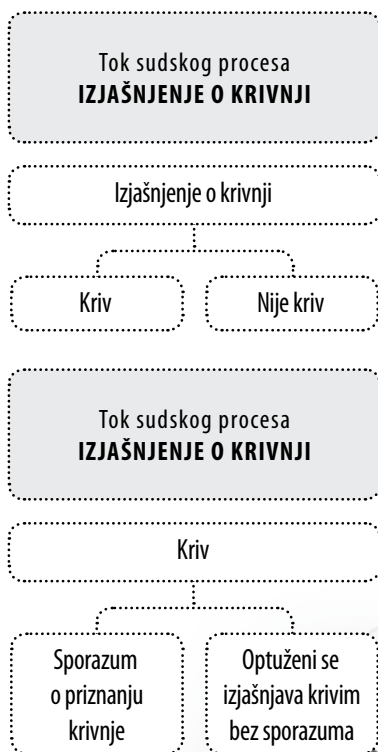 Tok sudskog procesa
IZJAŠNJENJE O KRIVNJI
Izjašnjenje o krivnji
Kriv
Nije kriv
Tok sudskog procesa
IZJAŠNJENJE O KRIVNJI
Kriv
Sporazum
o priznanju
krivnje
Optuženi se
izjašnjava krivim
bez sporazuma